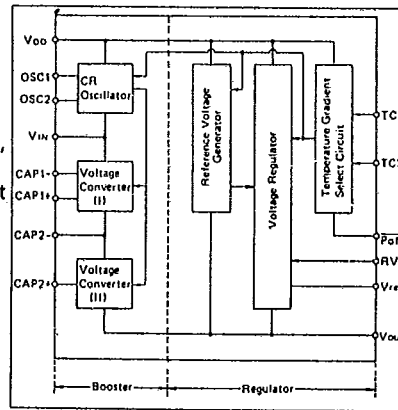 VDD
OSC1
OSC2
VIN
CAP1-
CAP1+
CAP2-
CAP2+
CR
Oscillator
Voltage
Converter
(I)
Voltage
Converter
(II)
Reference Voltage
Generator
Voltage Regulator
Temperature Gradient
Select Circuit
TC
TC
RV
Booster
Regulator